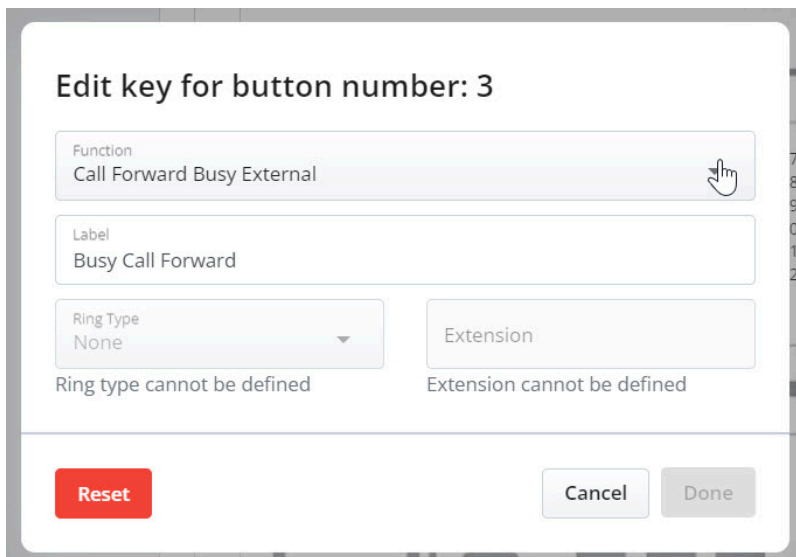 Edit key for button number: 3
Function
Call Forward Busy External
Label
Busy Call Forward
Ring Type
None
Extension
Ring type cannot be defined
Extension cannot be defined
Reset
Cancel
Done